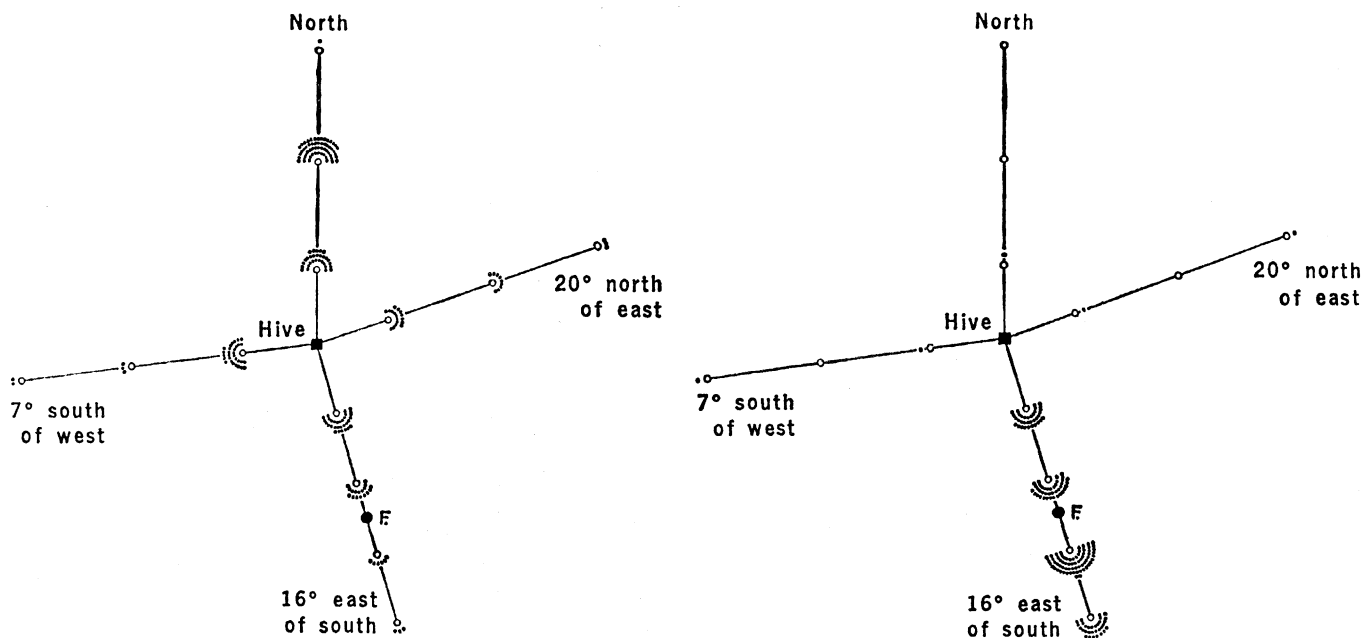 North
Hive
20° north
of east
7° south
of west
F.
16° east
of south
North
Hive
20° north
of east
7° south
of west
F.
16° east
of south